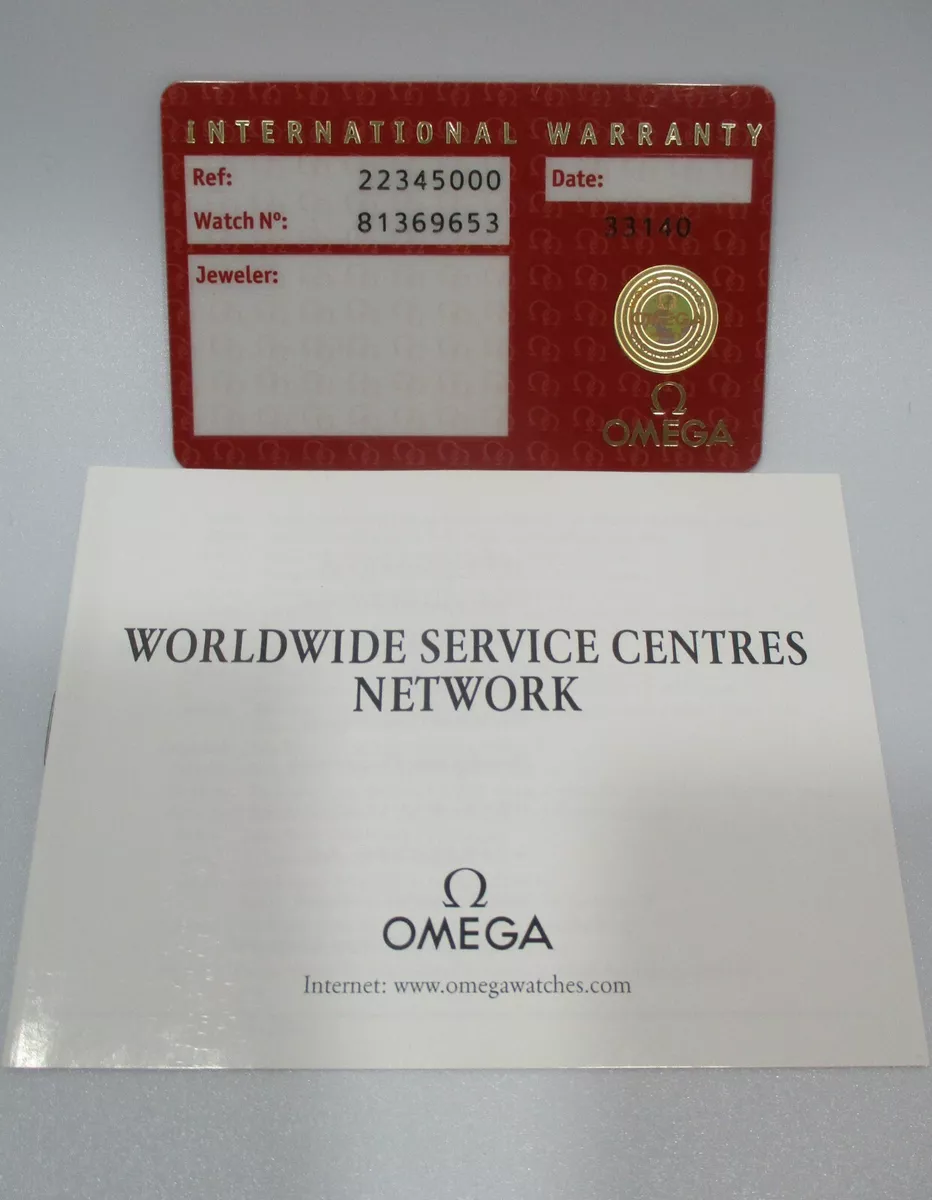 INTERNATIONAL WARRANTY
Ref: 22345000
Date:
Watch Nº: 81369653
33140
Jeweler:
OMEGA
Ω
OMEGA
WORLDWIDE SERVICE CENTRES
NETWORK
Ω
OMEGA
Internet: www.omegawatches.com